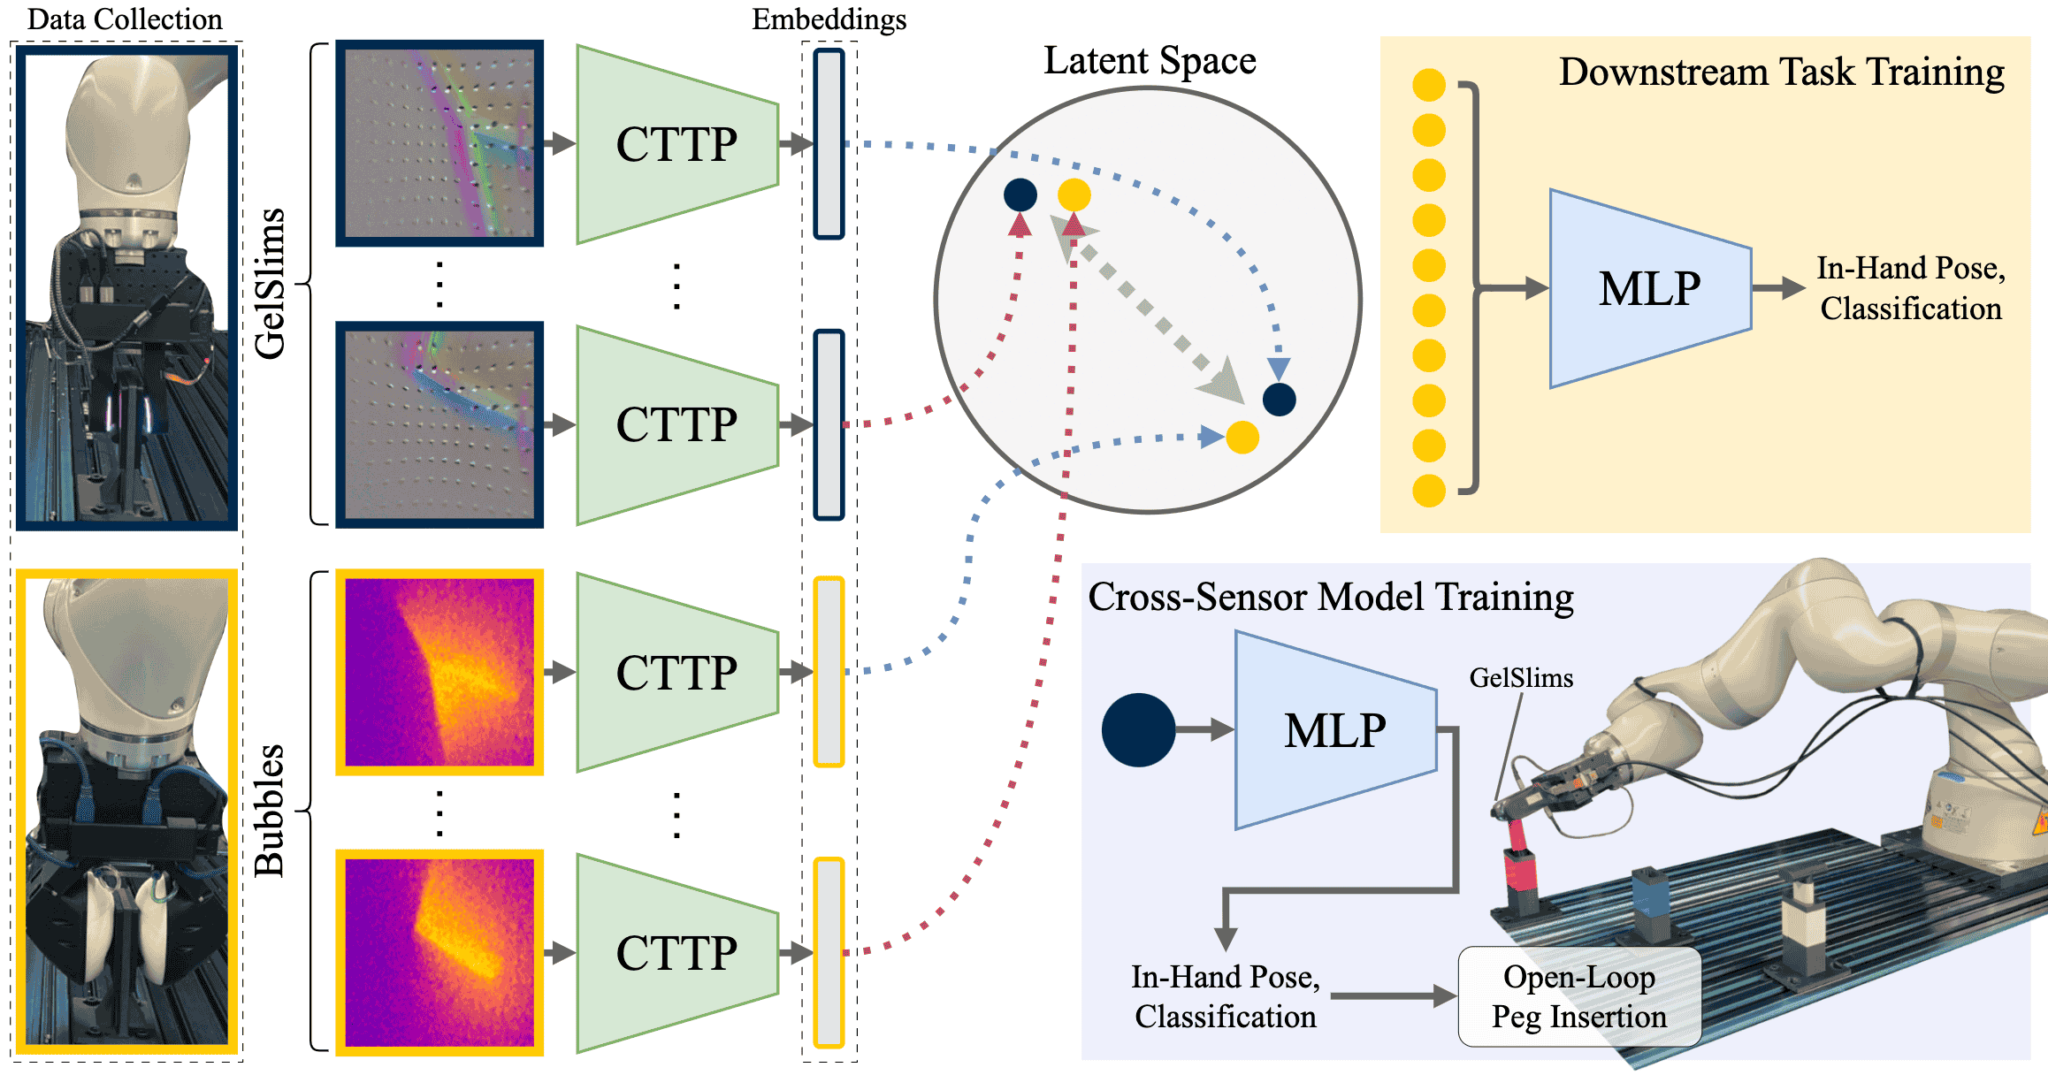 Data Collection
Embeddings
GelSlims
CTTP
CTTP
Bubbles
CTTP
CTTP
Latent Space
Downstream Task Training
MLP
In-Hand Pose,
Classification
Cross-Sensor Model Training
GelSlims
MLP
In-Hand Pose,
Classification
Open-Loop
Peg Insertion